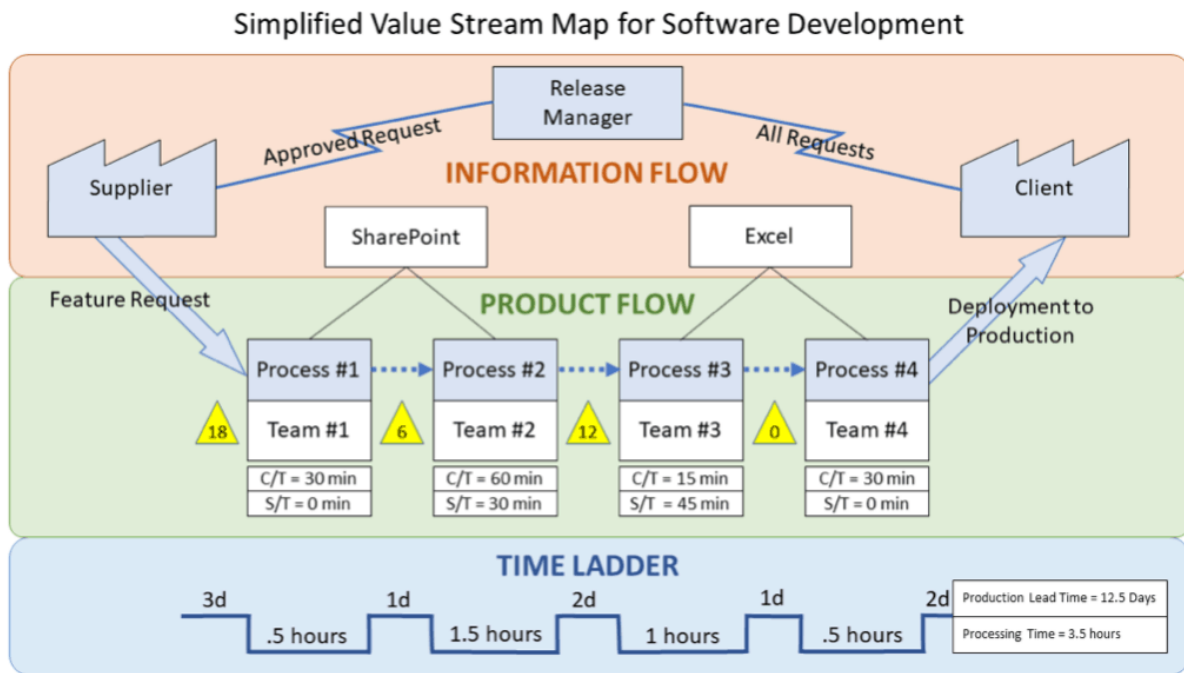 Simplified Value Stream Map for Software Development
Release
Manager
Approved Request
All Requests
Supplier
INFORMATION FLOW
Client
SharePoint
Excel
Feature Request
PRODUCT FLOW
Deployment to
Production
Process #1
Process #2
Process #3
Process #4
18
Team #1
6
Team #2
12
Team #3
0
Team #4
C/T = 30 min
C/T = 60 min
C/T = 15 min
C/T = 30 min
S/T = 0 min
S/T = 30 min
S/T = 45 min
S/T = 0 min
TIME LADDER
3d
1d
2d
1d
2d
Production Lead Time = 12.5 Days
.5 hours
1.5 hours
1 hours
.5 hours
Processing Time = 3.5 hours